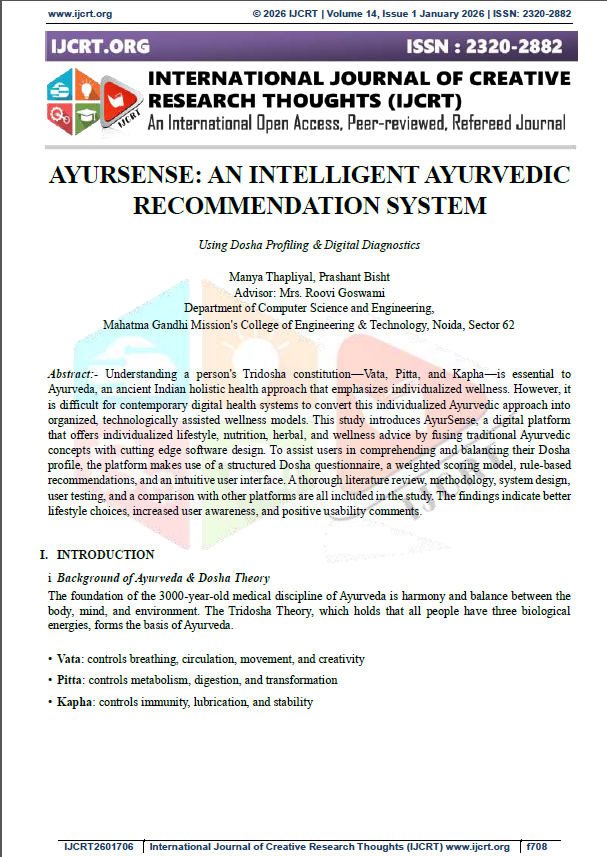 www.ijcrt.org © 2026 IJCRT | Volume 14, Issue 1 January 2026 | ISSN: 2320-2882
IJCRT.ORG ISSN : 2320-2882
INTERNATIONAL JOURNAL OF CREATIVE
RESEARCH THOUGHTS (IJCRT)
An International Open Access, Peer-reviewed, Refereed Journal
IJCRT
AYURSENSE: AN INTELLIGENT AYURVEDIC
RECOMMENDATION SYSTEM
Using Dosha Profiling & Digital Diagnostics
Manya Thapliyal, Prashant Bisht
Advisor: Mrs. Roovi Goswami
Department of Computer Science and Engineering,
Mahatma Gandhi Mission's College of Engineering & Technology, Noida, Sector 62
Abstract:- Understanding a person's Tridosha constitution—Vata, Pitta, and Kapha—is essential to
Ayurveda, an ancient Indian holistic health approach that emphasizes individualized wellness. However, it
is difficult for contemporary digital health systems to convert this individualized Ayurvedic approach into
organized, technologically assisted wellness models. This study introduces AyurSense, a digital platform
that offers individualized lifestyle, nutrition, herbal, and wellness advice by fusing traditional Ayurvedic
concepts with cutting edge software design. To assist users in comprehending and balancing their Dosha
profile, the platform makes use of a structured Dosha questionnaire, a weighted scoring model, rule-based
recommendations, and an intuitive user interface. A thorough literature review, methodology, system design,
user testing, and a comparison with other platforms are all included in the study. The findings indicate better
lifestyle choices, increased user awareness, and positive usability comments.
IJCRT
I. INTRODUCTION
i Background of Ayurveda & Dosha Theory
The foundation of the 3000-year-old medical discipline of Ayurveda is harmony and balance between the
body, mind, and environment. The Tridosha Theory, which holds that all people have three biological
energies, forms the basis of Ayurveda.
• Vata: controls breathing, circulation, movement, and creativity
• Pitta: controls metabolism, digestion, and transformation
• Kapha: controls immunity, lubrication, and stability
IJCRT2601706 International Journal of Creative Research Thoughts (IJCRT) www.ijcrt.org f708